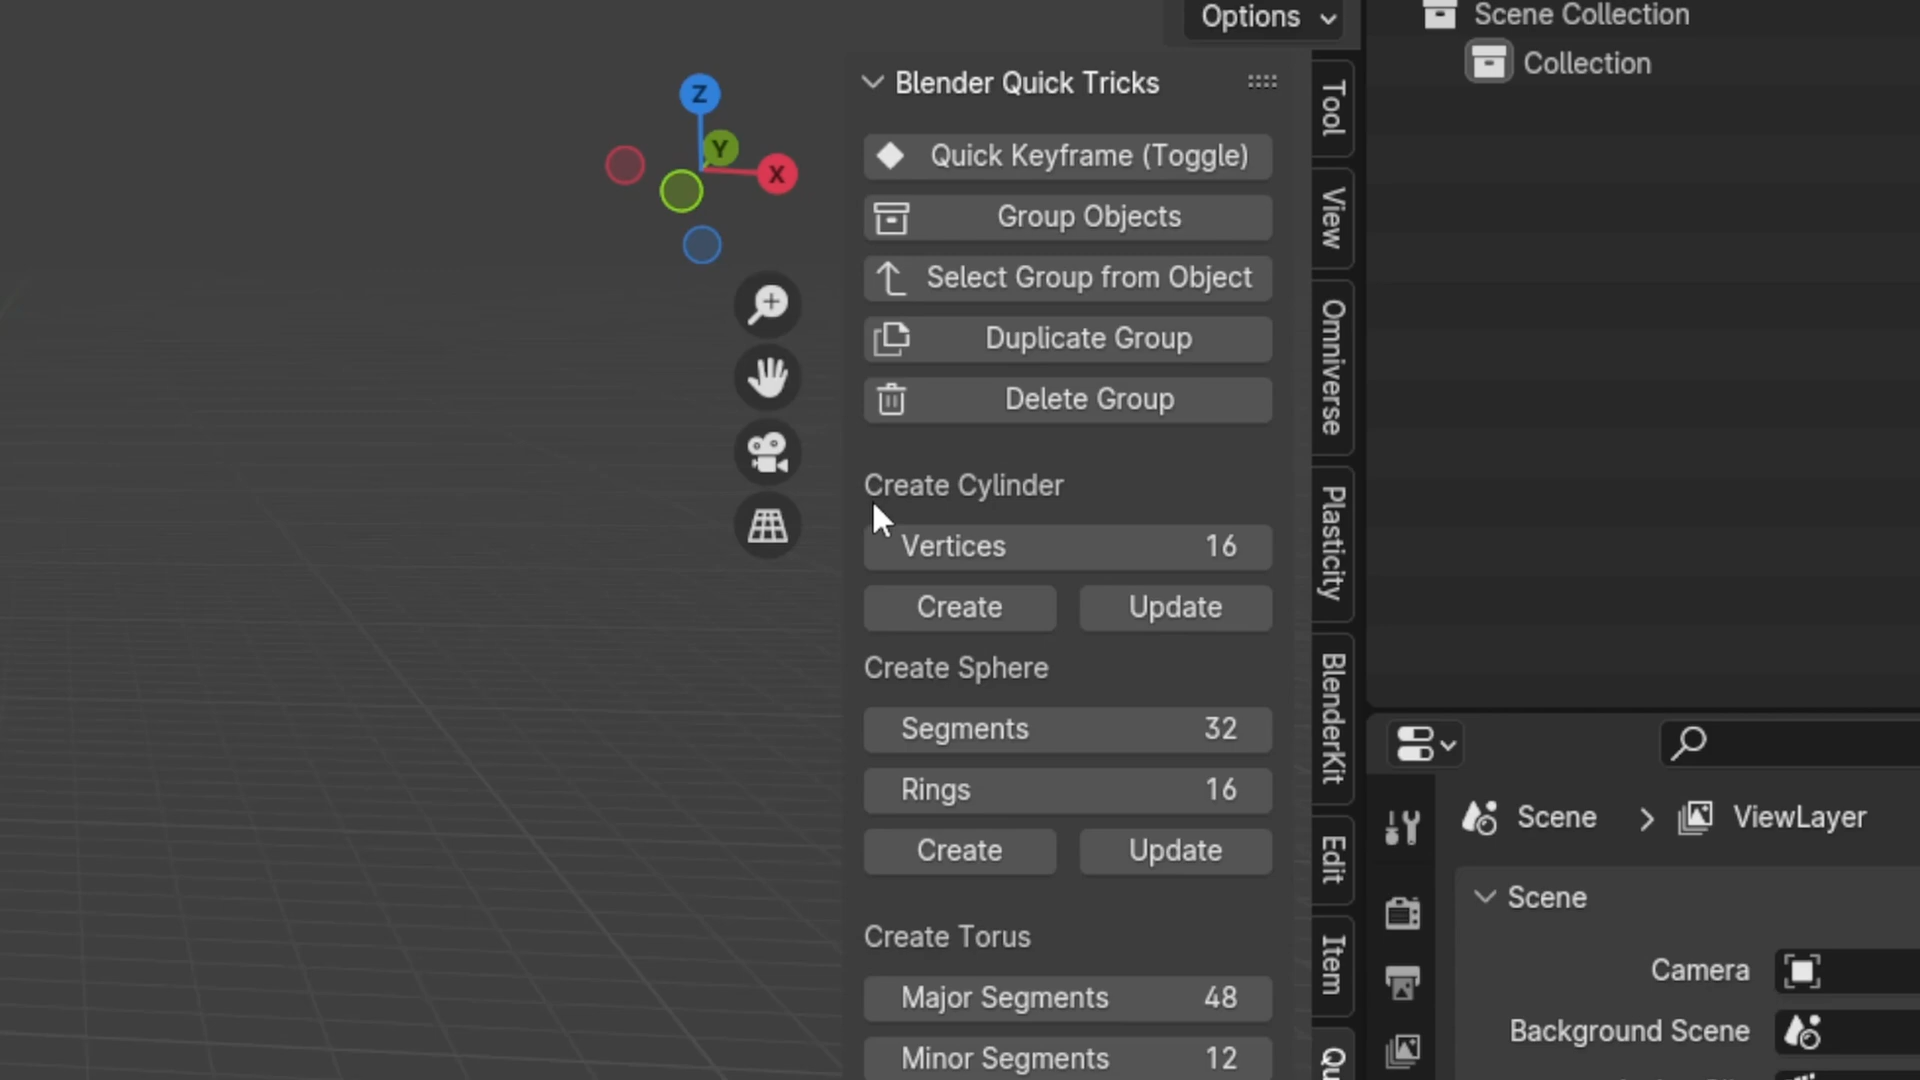 Options
Scene Collection
Collection
Blender Quick Tricks
Z
Y
X
Quick Keyframe (Toggle)
Group Objects
Select Group from Object
Duplicate Group
Delete Group
Create Cylinder
Vertices 16
Create Update
Create Sphere
Segments 32
Rings 16
Create Update
Create Torus
Major Segments 48
Minor Segments 12
Tool
View
Omniverse
Plasticity
BlenderKit
Edit
Item
Scene > ViewLayer
Scene
Camera
Background Scene